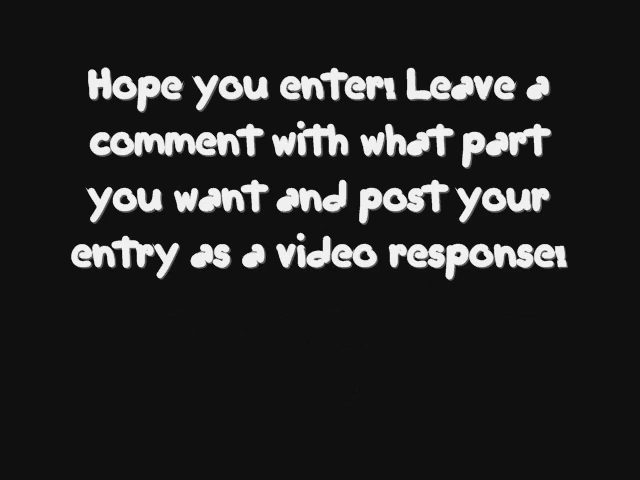 Hope you enter! Leave a
comment with what part
you want and post your
entry as a video response!